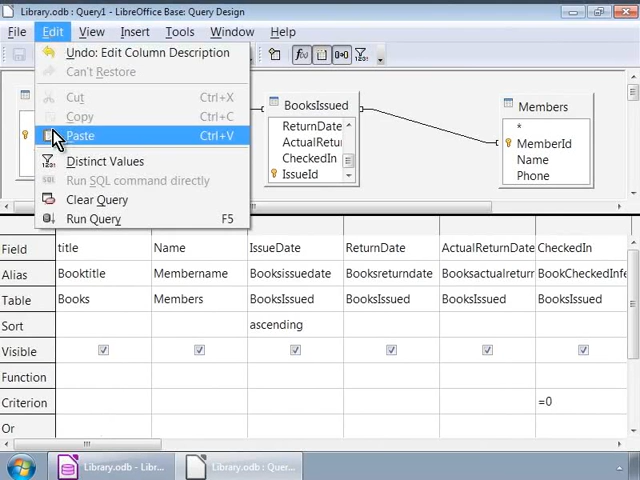 Library.odb : Query1 - LibreOffice Base: Query Design
File Edit View Insert Tools Window Help
Undo: Edit Column Description
Can't Restore
Cut Ctrl+X
Copy Ctrl+C
Paste Ctrl+V
Distinct Values
Run SQL command directly
Clear Query
Run Query F5
BooksIssued
ReturnDate
ActualRetur
CheckedIn
IssueId
Members
*
MemberId
Name
Phone
Field title Name IssueDate ReturnDate ActualReturnDate CheckedIn
Alias Booktitle Membername Booksissuedate Booksreturndate Booksactualreturn BookCheckedInfe
Table Books Members BooksIssued BooksIssued BooksIssued BooksIssued
Sort ascending
Visible
Function
Criterion =0
Or
Library.odb - Libr... Library.odb : Query...